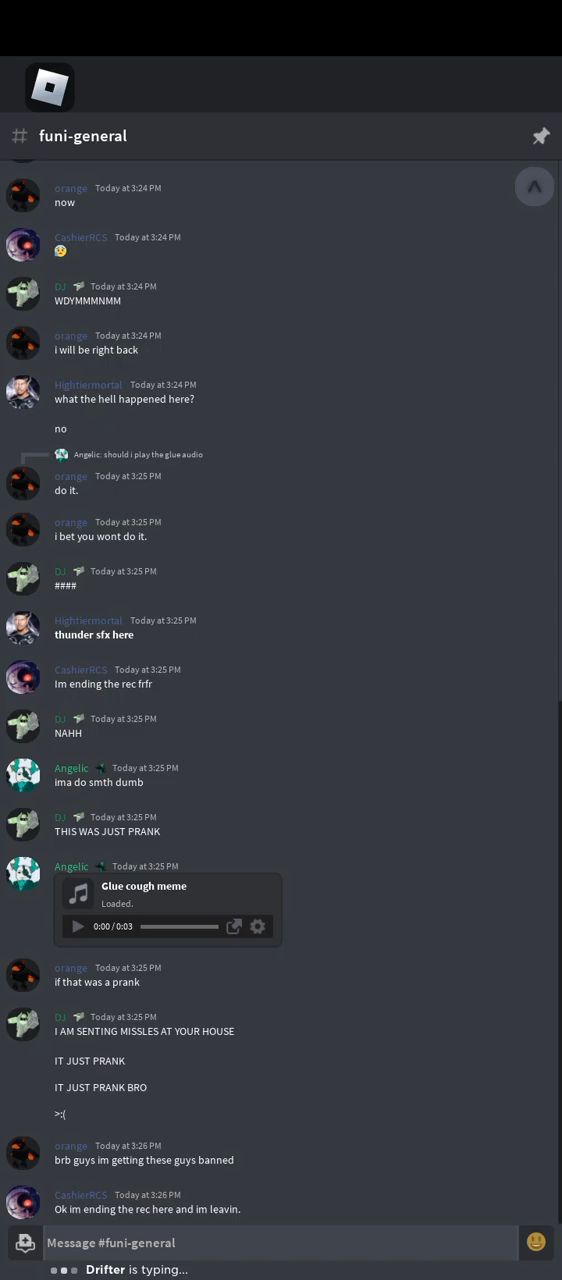 funi-general
orange Today at 3:24 PM
now
CashierRCS Today at 3:24 PM
DJ Today at 3:24 PM
WDYMMMNMM
orange Today at 3:24 PM
i will be right back
Hightiermortal Today at 3:24 PM
what the hell happened here?
no
Angelic: should i play the glue audio
orange Today at 3:25 PM
do it.
orange Today at 3:25 PM
i bet you wont do it.
DJ Today at 3:25 PM
####
Hightiermortal Today at 3:25 PM
thunder sfx here
CashierRCS Today at 3:25 PM
Im ending the rec frfr
DJ Today at 3:25 PM
NAHH
Angelic Today at 3:25 PM
ima do smth dumb
DJ Today at 3:25 PM
THIS WAS JUST PRANK
Angelic Today at 3:25 PM
Glue cough meme
Loaded.
0:00 / 0:03
orange Today at 3:25 PM
if that was a prank
DJ Today at 3:25 PM
I AM SENTING MISSLES AT YOUR HOUSE
IT JUST PRANK
IT JUST PRANK BRO
>:(
orange Today at 3:26 PM
brb guys im getting these guys banned
CashierRCS Today at 3:26 PM
Ok im ending the rec here and im leavin.
Message #funi-general
Drifter is typing...